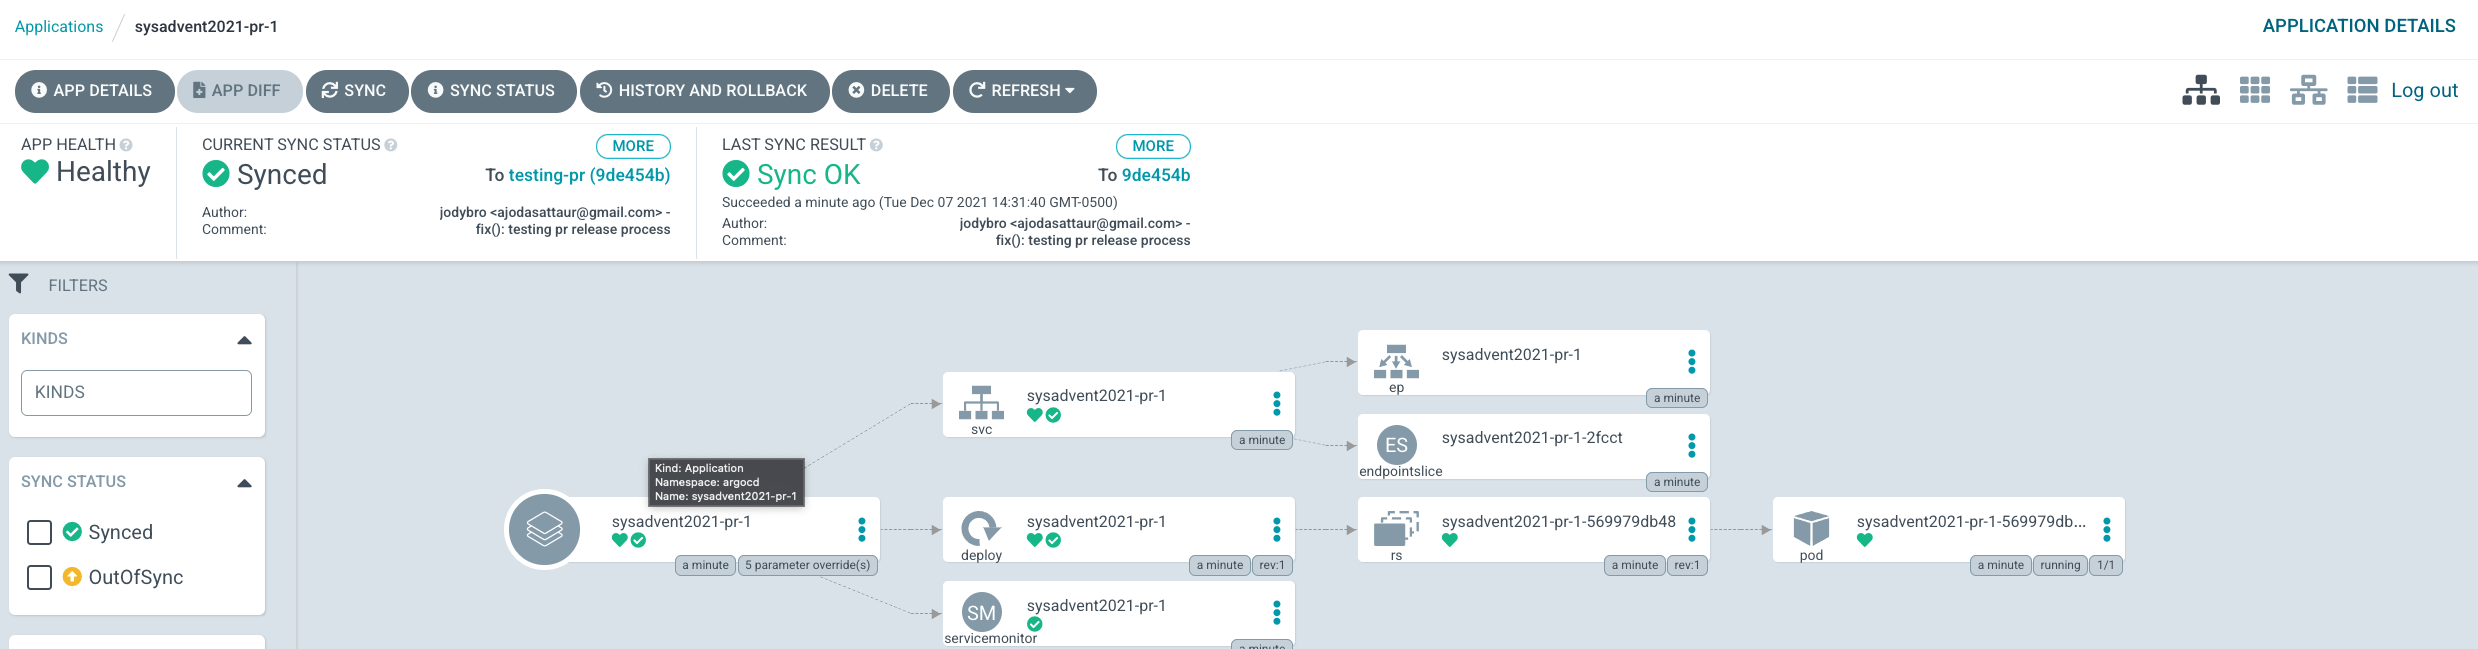 Applications / sysadvent2021-pr-1
APPLICATION DETAILS
APP DETAILS
APP DIFF
SYNC
SYNC STATUS
HISTORY AND ROLLBACK
DELETE
REFRESH
Log out
APP HEALTH
Healthy
CURRENT SYNC STATUS
MORE
Synced
To testing-pr (9de454b)
Author:
jodybro <ajodasattaur@gmail.com> -
Comment:
fix(): testing pr release process
LAST SYNC RESULT
MORE
Sync OK
To 9de454b
Succeeded a minute ago (Tue Dec 07 2021 14:31:40 GMT-0500)
Author:
jodybro <ajodasattaur@gmail.com> -
Comment:
fix(): testing pr release process
FILTERS
KINDS
KINDS
SYNC STATUS
Synced
OutOfSync
Kind: Application
Namespace: argocd
Name: sysadvent2021-pr-1
sysadvent2021-pr-1
a minute
5 parameter override(s)
svc
sysadvent2021-pr-1
a minute
deploy
sysadvent2021-pr-1
a minute
rev:1
SM
servicemonitor
sysadvent2021-pr-1
a minute
ep
sysadvent2021-pr-1
a minute
ES
endpointslice
sysadvent2021-pr-1-2fcct
a minute
rs
sysadvent2021-pr-1-569979db48
a minute
rev:1
pod
sysadvent2021-pr-1-569979db...
a minute
running
1/1